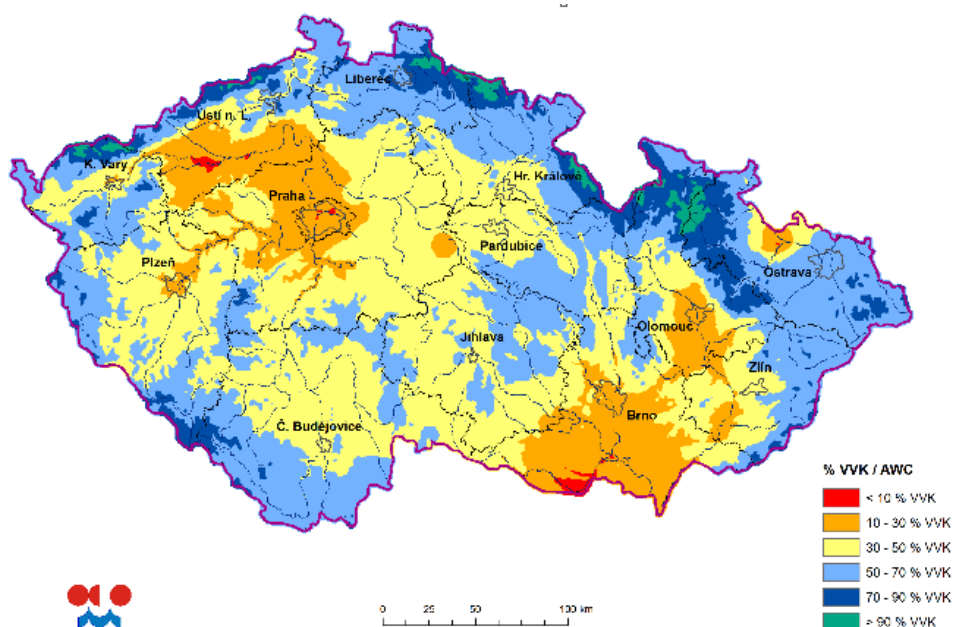 Liberec
Ústí n. L.
K. Vary
Hr. Králové
Praha
Pardubice
Plzeň
Ostrava
Olomouc
Jihlava
Zlín
Brno
Č. Budějovice
% VVK / AWC
< 10 % VVK
10 - 30 % VVK
30 - 50 % VVK
50 - 70 % VVK
70 - 90 % VVK
> 90 % VVK
0 25 50 100 km